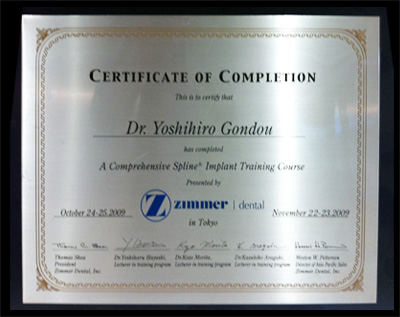 CERTIFICATE OF COMPLETION
This is to certify that
Dr. Yoshihiro Gondou
has completed
A Comprehensive Spline® Implant Training Course
Presented by
Z zimmer | dental
October 24-25.2009
November 22-23.2009
in Tokyo
Thomas Shea
President
Zimmer Dental, Inc.
Dr. Yoshiharu Hayashi,
Lecturer in training program
Dr. Kazo Morita,
Lecturer in training program
Dr. Kazuhiko Aragaki,
Lecturer in training program
Weston W. Patterson
Director of Asia Pacific Sales
Zimmer Dental, Inc.